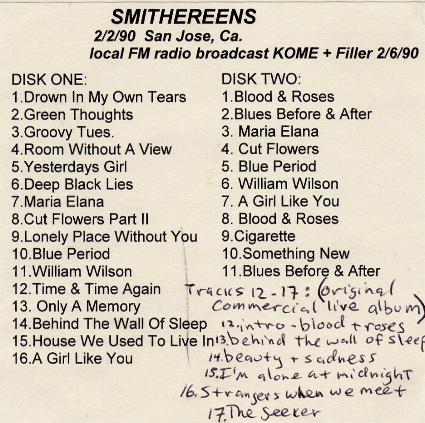 SMITHEREENS
2/2/90 San Jose, Ca.
local FM radio broadcast KOME + Filler 2/6/90
DISK ONE:
1.Drown In My Own Tears
2.Green Thoughts
3.Groovy Tues.
4.Room Without A View
5.Yesterdays Girl
6.Deep Black Lies
7.Maria Elana
8.Cut Flowers Part II
9.Lonely Place Without You
10.Blue Period
11.William Wilson
12.Time & Time Again
13. Only A Memory
14.Behind The Wall Of Sleep
15.House We Used To Live In
16.A Girl Like You
DISK TWO:
1.Blood & Roses
2.Blues Before & After
3. Maria Elana
4. Cut Flowers
5. Blue Period
6. William Wilson
7. A Girl Like You
8. Blood & Roses
9.Cigarette
10.Something New
11.Blues Before & After
Tracks 12-17: (original
Commercial live album)
12.intro-blood + roses
13.behind the wall of sleep
14.beauty + sadness
15.I'm alone at midnight
16.Strangers when we meet
17.The Seeker